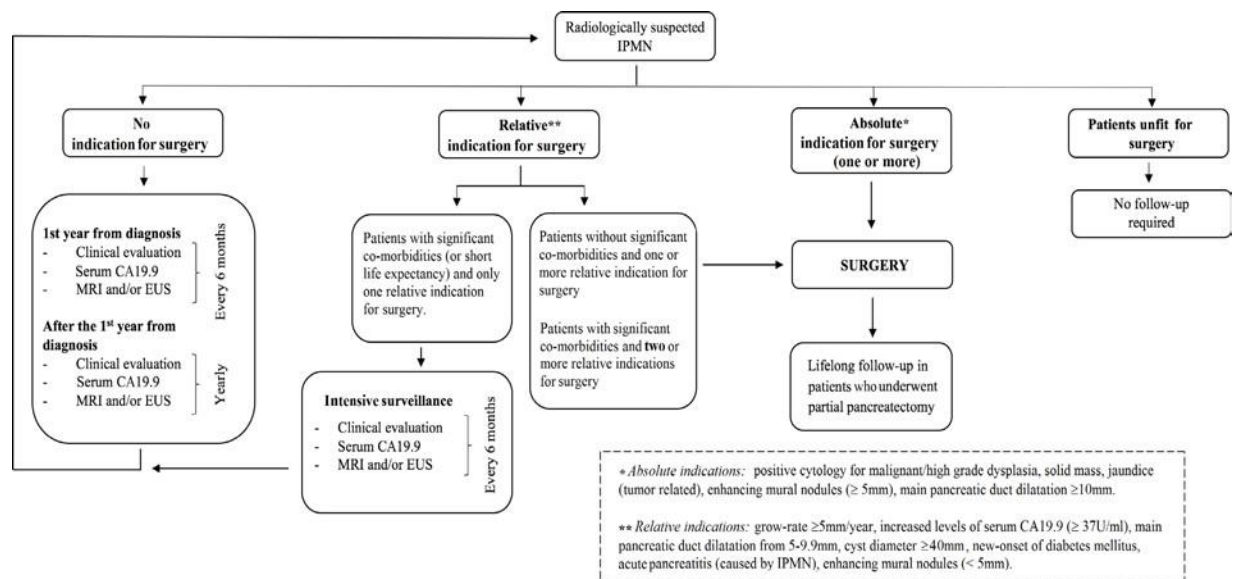 Radiologically suspected
IPMN
No
indication for surgery
Relative**
indication for surgery
Absolute*
indication for surgery
(one or more)
Patients unfit for
surgery
1st year from diagnosis
- Clinical evaluation
- Serum CA19.9
- MRI and/or EUS
Every 6 months
After the 1st year from
diagnosis
- Clinical evaluation
- Serum CA19.9
- MRI and/or EUS
Yearly
Patients with significant
co-morbidities (or short
life expectancy) and only
one relative indication
for surgery.
Patients without significant
co-morbidities and one or
more relative indication for
surgery
Patients with significant
co-morbidities and two or
more relative indications
for surgery
Intensive surveillance
- Clinical evaluation
- Serum CA19.9
- MRI and/or EUS
Every 6 months
SURGERY
Lifelong follow-up in
patients who underwent
partial pancreatectomy
No follow-up
required
* Absolute indications: positive cytology for malignant/high grade dysplasia, solid mass, jaundice
(tumor related), enhancing mural nodules (≥ 5mm), main pancreatic duct dilatation ≥10mm.
** Relative indications: grow-rate ≥5mm/year, increased levels of serum CA19.9 (≥ 37U/ml), main
pancreatic duct dilatation from 5-9.9mm, cyst diameter ≥40mm, new-onset of diabetes mellitus,
acute pancreatitis (caused by IPMN), enhancing mural nodules (< 5mm).